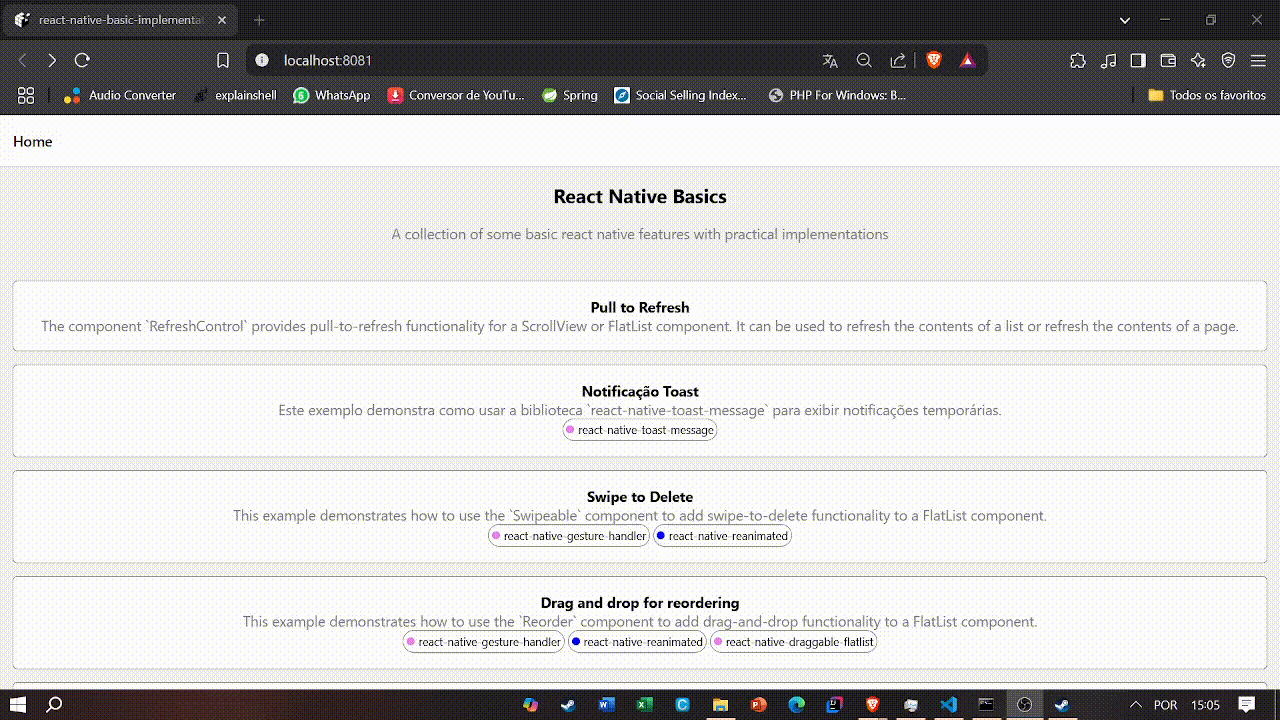 react-native-basic-implementat
localhost:8081
Audio Converter
explainshell
WhatsApp
Conversor de YouTu...
Spring
Social Selling Index...
PHP For Windows: B...
Todos os favoritos
Home
React Native Basics
A collection of some basic react native features with practical implementations
Pull to Refresh
The component `RefreshControl` provides pull-to-refresh functionality for a ScrollView or FlatList component. It can be used to refresh the contents of a list or refresh the contents of a page.
Notificação Toast
Este exemplo demonstra como usar a biblioteca `react-native-toast-message` para exibir notificações temporárias.
react-native-toast-message
Swipe to Delete
This example demonstrates how to use the `Swipeable` component to add swipe-to-delete functionality to a FlatList component.
react-native-gesture-handler react-native-reanimated
Drag and drop for reordering
This example demonstrates how to use the `Reorder` component to add drag-and-drop functionality to a FlatList component.
react-native-gesture-handler react-native-reanimated react-native-draggable-flatlist
POR 15:05